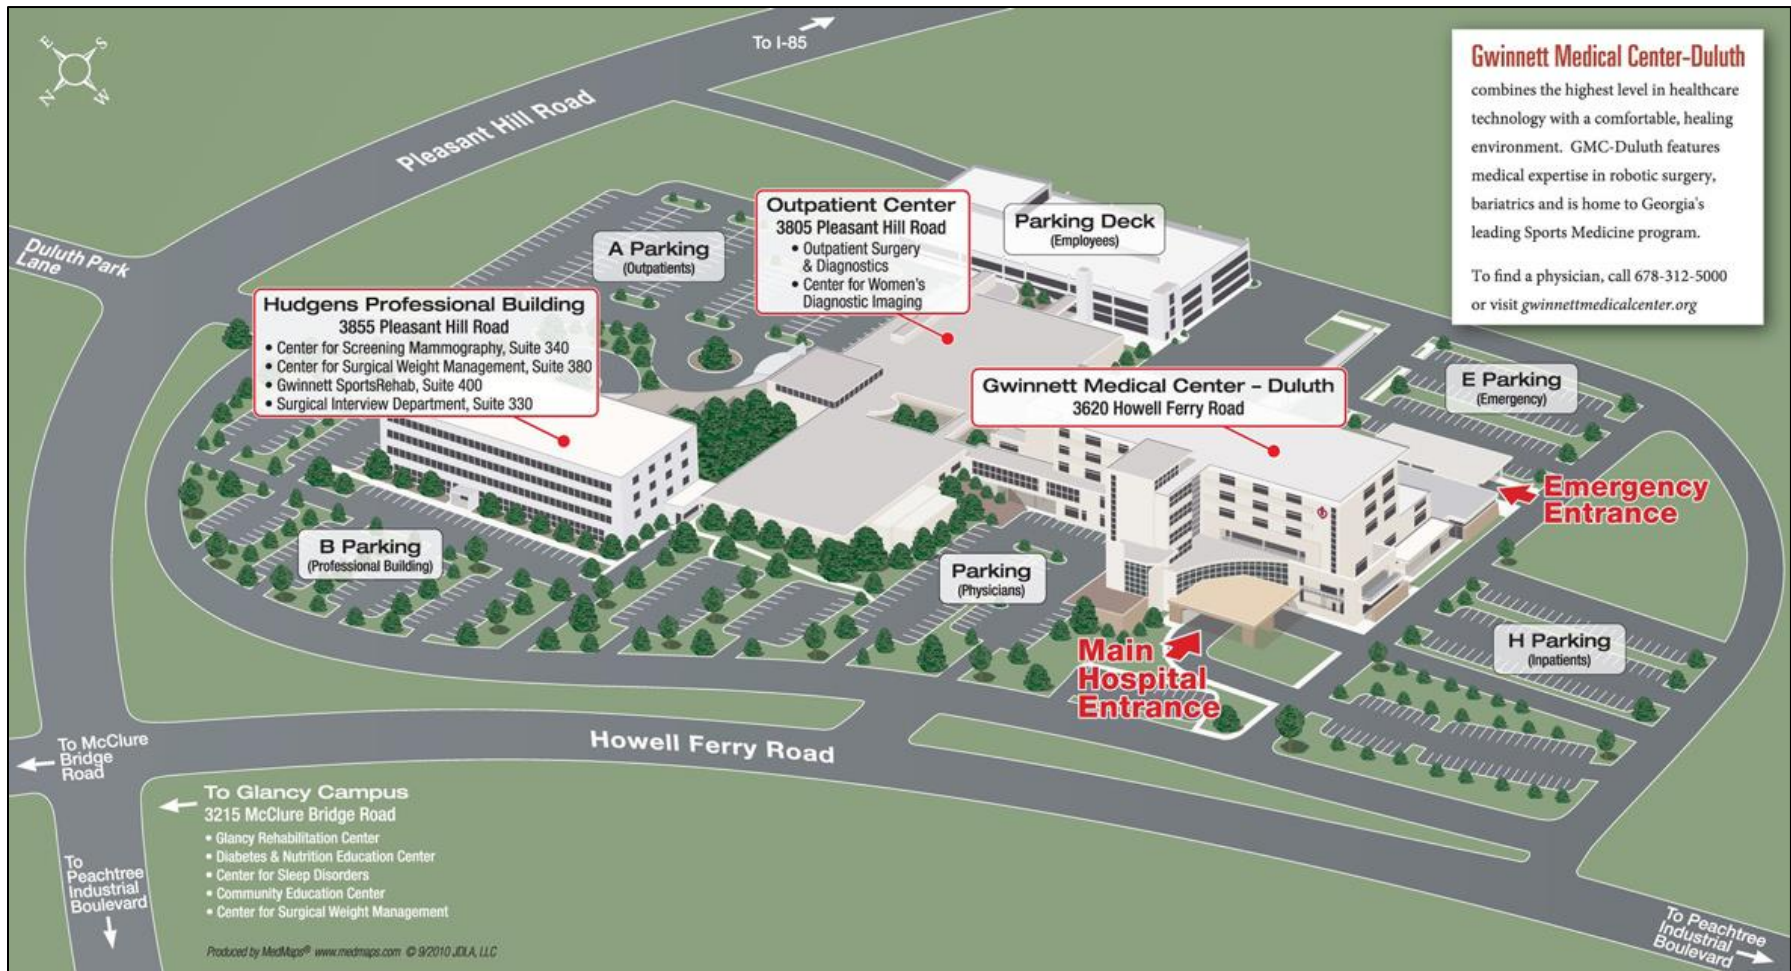 E
S
N
W
To I-85
Pleasant Hill Road
Duluth Park
Lane
Gwinnett Medical Center-Duluth
combines the highest level in healthcare
technology with a comfortable, healing
environment. GMC-Duluth features
medical expertise in robotic surgery,
bariatrics and is home to Georgia's
leading Sports Medicine program.
To find a physician, call 678-312-5000
or visit gwinnettmedicalcenter.org
A Parking
(Outpatients)
Outpatient Center
3805 Pleasant Hill Road
• Outpatient Surgery
& Diagnostics
• Center for Women's
Diagnostic Imaging
Parking Deck
(Employees)
Hudgens Professional Building
3855 Pleasant Hill Road
• Center for Screening Mammography, Suite 340
• Center for Surgical Weight Management, Suite 380
• Gwinnett SportsRehab, Suite 400
• Surgical Interview Department, Suite 330
Gwinnett Medical Center - Duluth
3620 Howell Ferry Road
E Parking
(Emergency)
Emergency
Entrance
B Parking
(Professional Building)
Parking
(Physicians)
Main
Hospital
Entrance
H Parking
(Inpatients)
Howell Ferry Road
To McClure
Bridge
Road
To Glancy Campus
3215 McClure Bridge Road
• Glancy Rehabilitation Center
• Diabetes & Nutrition Education Center
• Center for Sleep Disorders
• Community Education Center
• Center for Surgical Weight Management
To
Peachtree
Industrial
Boulevard
To Peachtree
Industrial
Boulevard
Produced by MedMaps® www.medmaps.com © 9/2010 JDLA, LLC